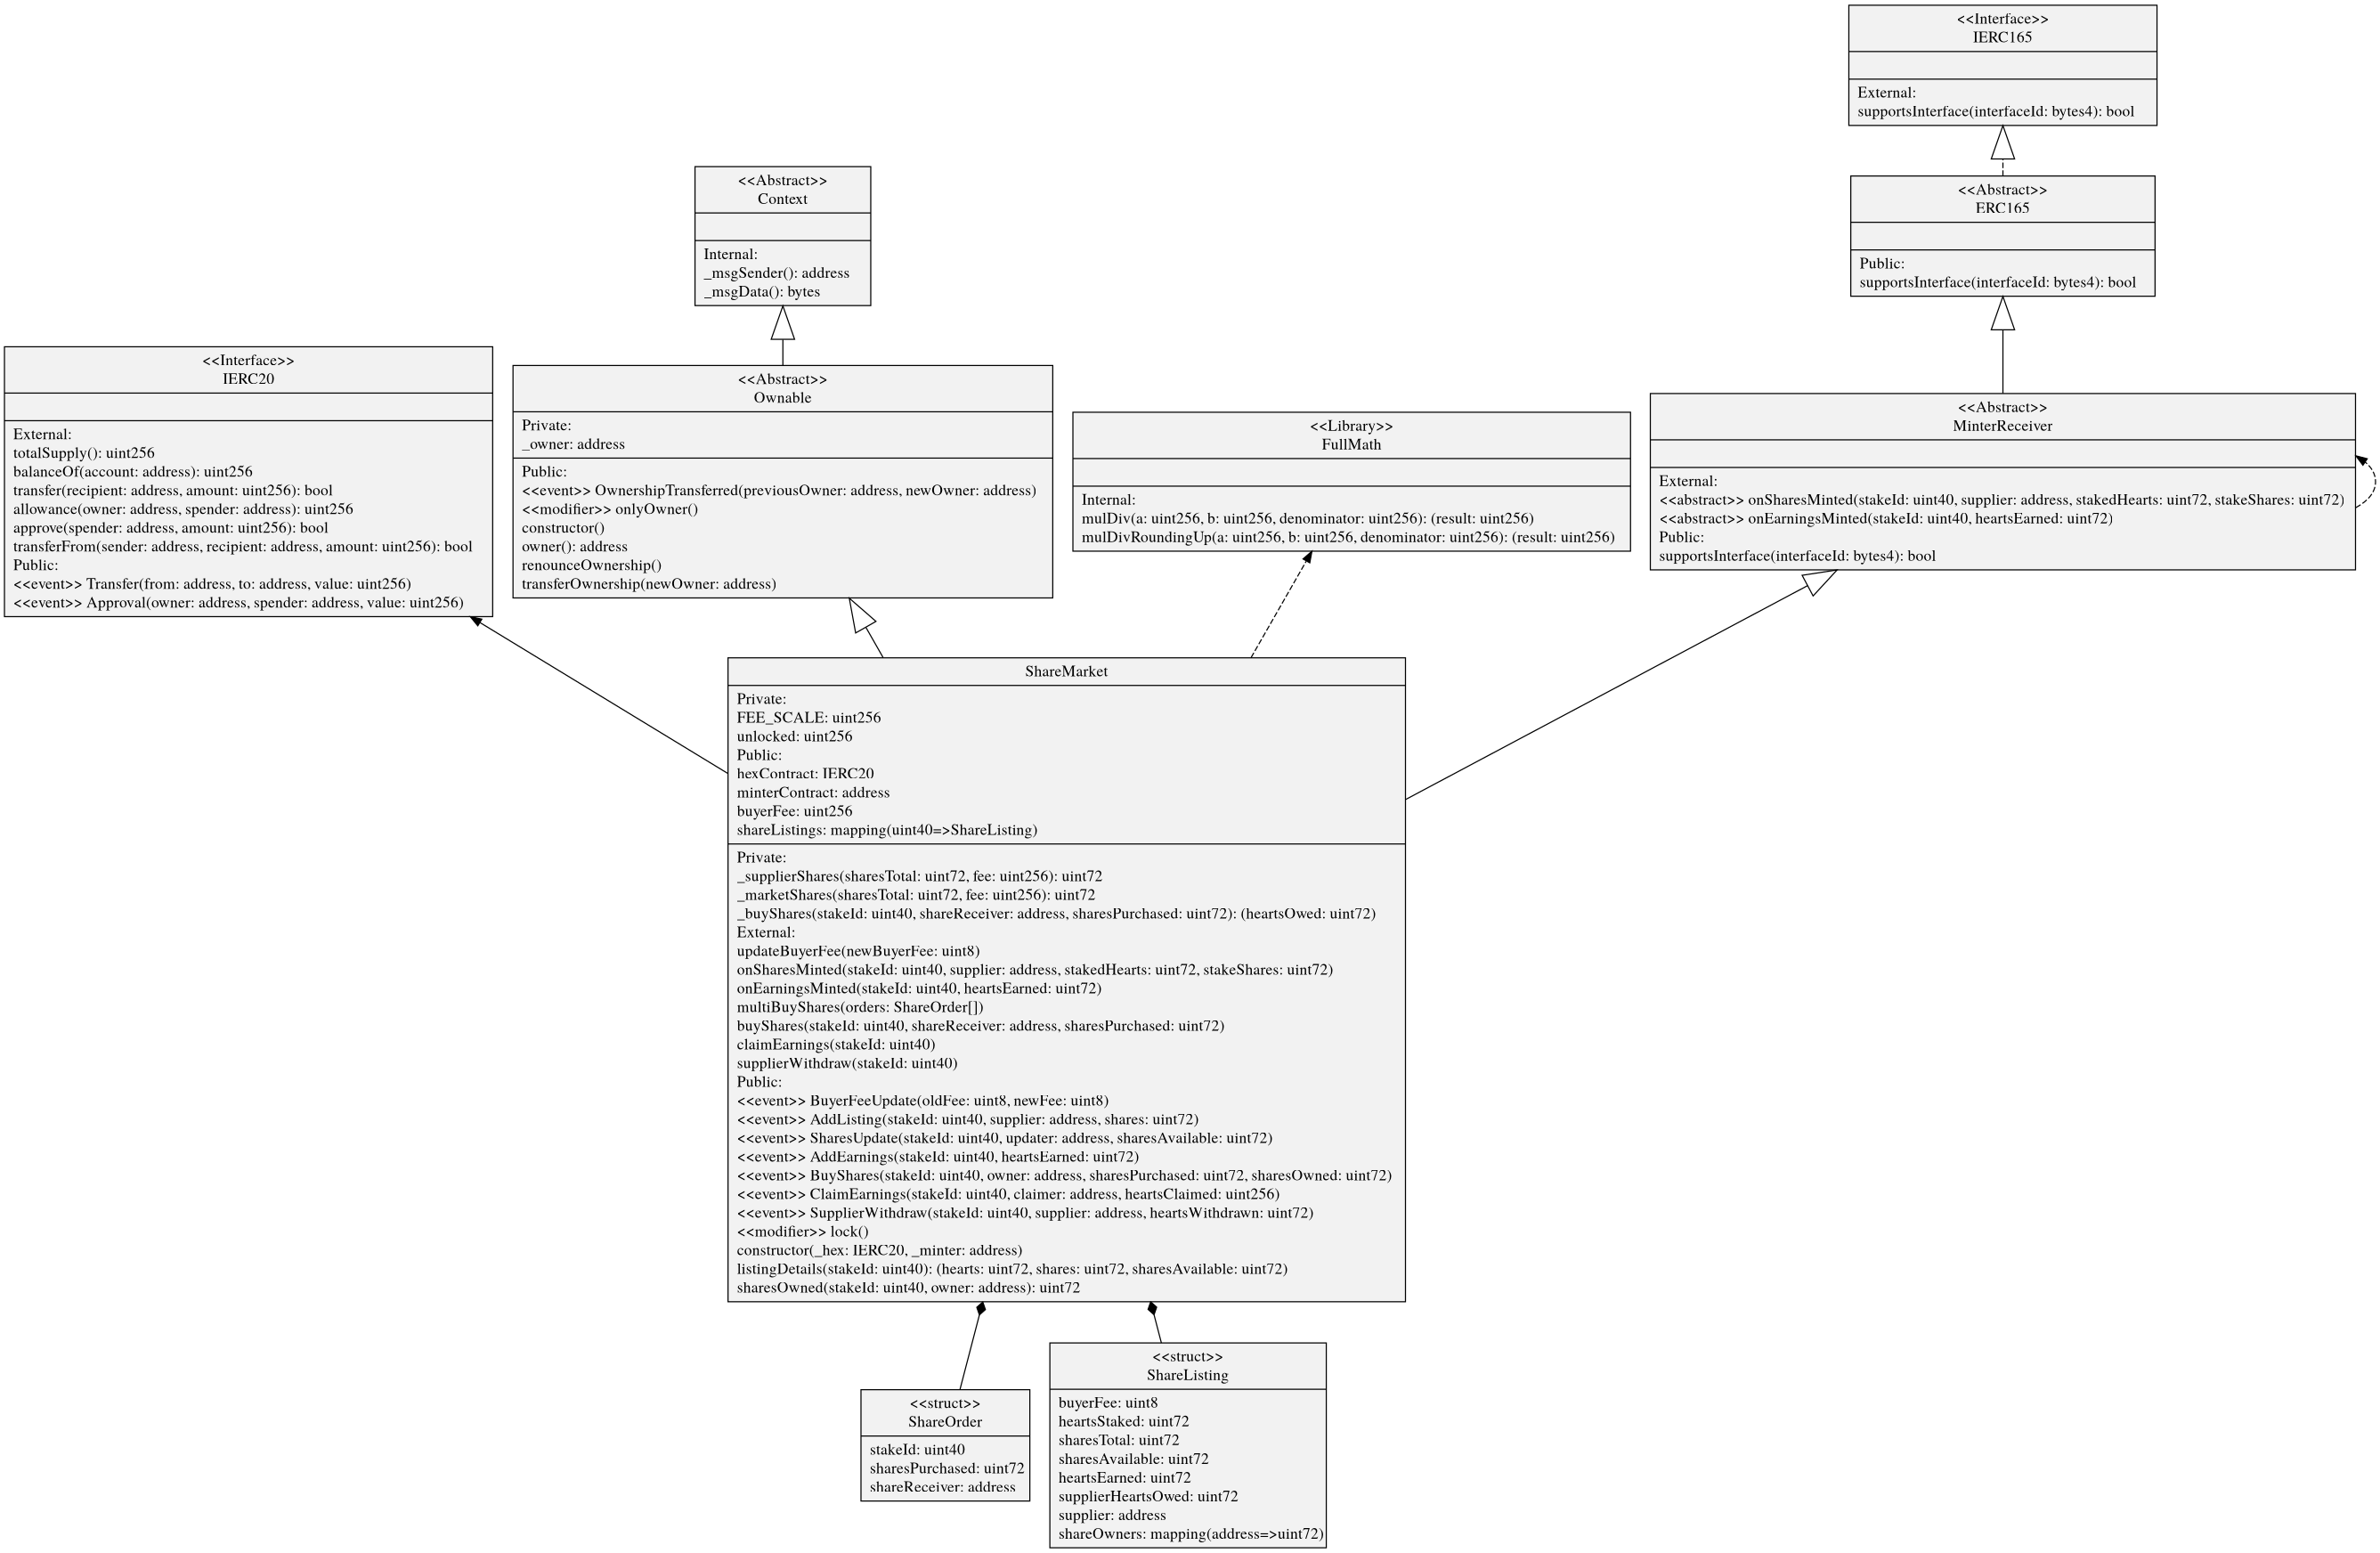 <<Interface>>
IERC165
External:
supportsInterface(interfaceId: bytes4): bool
<<Abstract>>
Context
Internal:
_msgSender(): address
_msgData(): bytes
<<Abstract>>
ERC165
Public:
supportsInterface(interfaceId: bytes4): bool
<<Interface>>
IERC20
External:
totalSupply(): uint256
balanceOf(account: address): uint256
transfer(recipient: address, amount: uint256): bool
allowance(owner: address, spender: address): uint256
approve(spender: address, amount: uint256): bool
transferFrom(sender: address, recipient: address, amount: uint256): bool
Public:
<<event>> Transfer(from: address, to: address, value: uint256)
<<event>> Approval(owner: address, spender: address, value: uint256)
<<Abstract>>
Ownable
Private:
_owner: address
Public:
<<event>> OwnershipTransferred(previousOwner: address, newOwner: address)
<<modifier>> onlyOwner()
constructor()
owner(): address
renounceOwnership()
transferOwnership(newOwner: address)
<<Library>>
FullMath
Internal:
mulDiv(a: uint256, b: uint256, denominator: uint256): (result: uint256)
mulDivRoundingUp(a: uint256, b: uint256, denominator: uint256): (result: uint256)
<<Abstract>>
MinterReceiver
External:
<<abstract>> onSharesMinted(stakeId: uint40, supplier: address, stakedHearts: uint72, stakeShares: uint72)
<<abstract>> onEarningsMinted(stakeId: uint40, heartsEarned: uint72)
Public:
supportsInterface(interfaceId: bytes4): bool
ShareMarket
Private:
FEE_SCALE: uint256
unlocked: uint256
Public:
hexContract: IERC20
minterContract: address
buyerFee: uint256
shareListings: mapping(uint40=>ShareListing)
Private:
_supplierShares(sharesTotal: uint72, fee: uint256): uint72
_marketShares(sharesTotal: uint72, fee: uint256): uint72
_buyShares(stakeId: uint40, shareReceiver: address, sharesPurchased: uint72): (heartsOwed: uint72)
External:
updateBuyerFee(newBuyerFee: uint8)
onSharesMinted(stakeId: uint40, supplier: address, stakedHearts: uint72, stakeShares: uint72)
onEarningsMinted(stakeId: uint40, heartsEarned: uint72)
multiBuyShares(orders: ShareOrder[])
buyShares(stakeId: uint40, shareReceiver: address, sharesPurchased: uint72)
claimEarnings(stakeId: uint40)
supplierWithdraw(stakeId: uint40)
Public:
<<event>> BuyerFeeUpdate(oldFee: uint8, newFee: uint8)
<<event>> AddListing(stakeId: uint40, supplier: address, shares: uint72)
<<event>> SharesUpdate(stakeId: uint40, updater: address, sharesAvailable: uint72)
<<event>> AddEarnings(stakeId: uint40, heartsEarned: uint72)
<<event>> BuyShares(stakeId: uint40, owner: address, sharesPurchased: uint72, sharesOwned: uint72)
<<event>> ClaimEarnings(stakeId: uint40, claimer: address, heartsClaimed: uint256)
<<event>> SupplierWithdraw(stakeId: uint40, supplier: address, heartsWithdrawn: uint72)
<<modifier>> lock()
constructor(_hex: IERC20, _minter: address)
listingDetails(stakeId: uint40): (hearts: uint72, shares: uint72, sharesAvailable: uint72)
sharesOwned(stakeId: uint40, owner: address): uint72
<<struct>>
ShareOrder
stakeId: uint40
sharesPurchased: uint72
shareReceiver: address
<<struct>>
ShareListing
buyerFee: uint8
heartsStaked: uint72
sharesTotal: uint72
sharesAvailable: uint72
heartsEarned: uint72
supplierHeartsOwed: uint72
supplier: address
shareOwners: mapping(address=>uint72)